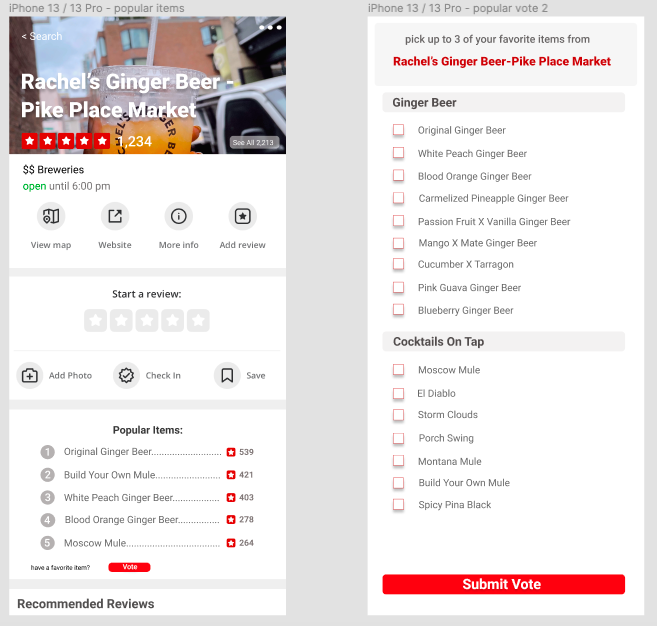 iPhone 13 / 13 Pro - popular items
< Search
Rachel's Ginger Beer -
Pike Place Market
1,234
See All 2,213
$$ Breweries
open until 6:00 pm
View map
Website
More info
Add review
Start a review:
Add Photo
Check In
Save
Popular Items:
1 Original Ginger Beer........................ 539
2 Build Your Own Mule....................... 421
3 White Peach Ginger Beer................ 403
4 Blood Orange Ginger Beer............... 278
5 Moscow Mule................................. 264
have a favorite item? Vote
Recommended Reviews
iPhone 13 / 13 Pro - popular vote 2
pick up to 3 of your favorite items from
Rachel's Ginger Beer-Pike Place Market
Ginger Beer
Original Ginger Beer
White Peach Ginger Beer
Blood Orange Ginger Beer
Carmelized Pineapple Ginger Beer
Passion Fruit X Vanilla Ginger Beer
Mango X Mate Ginger Beer
Cucumber X Tarragon
Pink Guava Ginger Beer
Blueberry Ginger Beer
Cocktails On Tap
Moscow Mule
El Diablo
Storm Clouds
Porch Swing
Montana Mule
Build Your Own Mule
Spicy Pina Black
Submit Vote